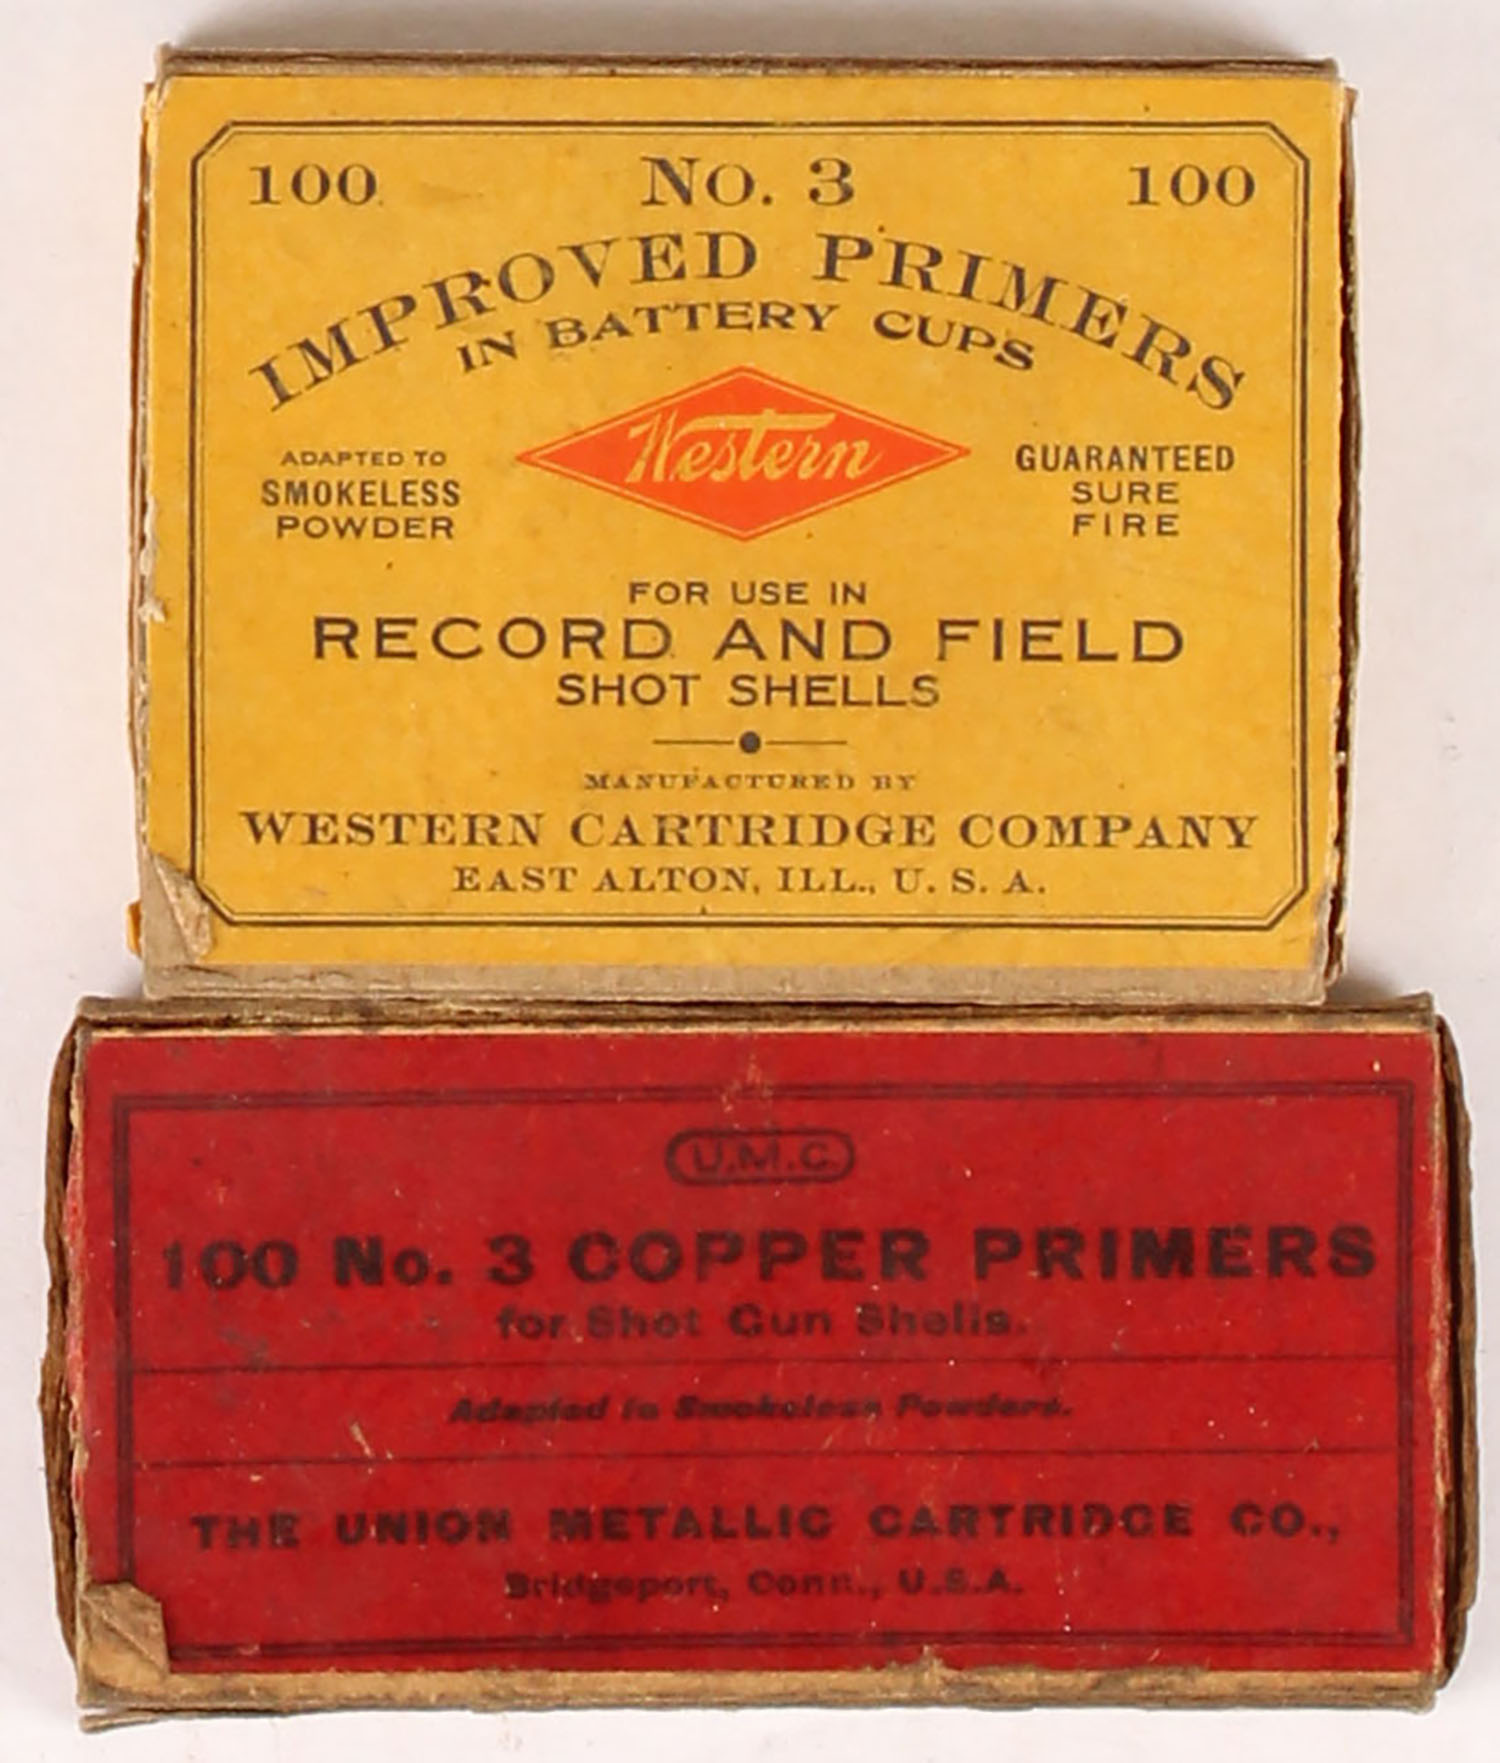 100 No. 3 100
IMPROVED PRIMERS
IN BATTERY CUPS
Western
ADAPTED TO
SMOKELESS
POWDER
GUARANTEED
SURE
FIRE
FOR USE IN
RECORD AND FIELD
SHOT SHELLS
MANUFACTURED BY
WESTERN CARTRIDGE COMPANY
EAST ALTON, ILL., U. S. A.
U.M.C.
100 No. 3 COPPER PRIMERS
for Shot Gun Shells.
Adapted to Smokeless Powders.
THE UNION METALLIC CARTRIDGE CO.,
Bridgeport, Conn., U.S.A.